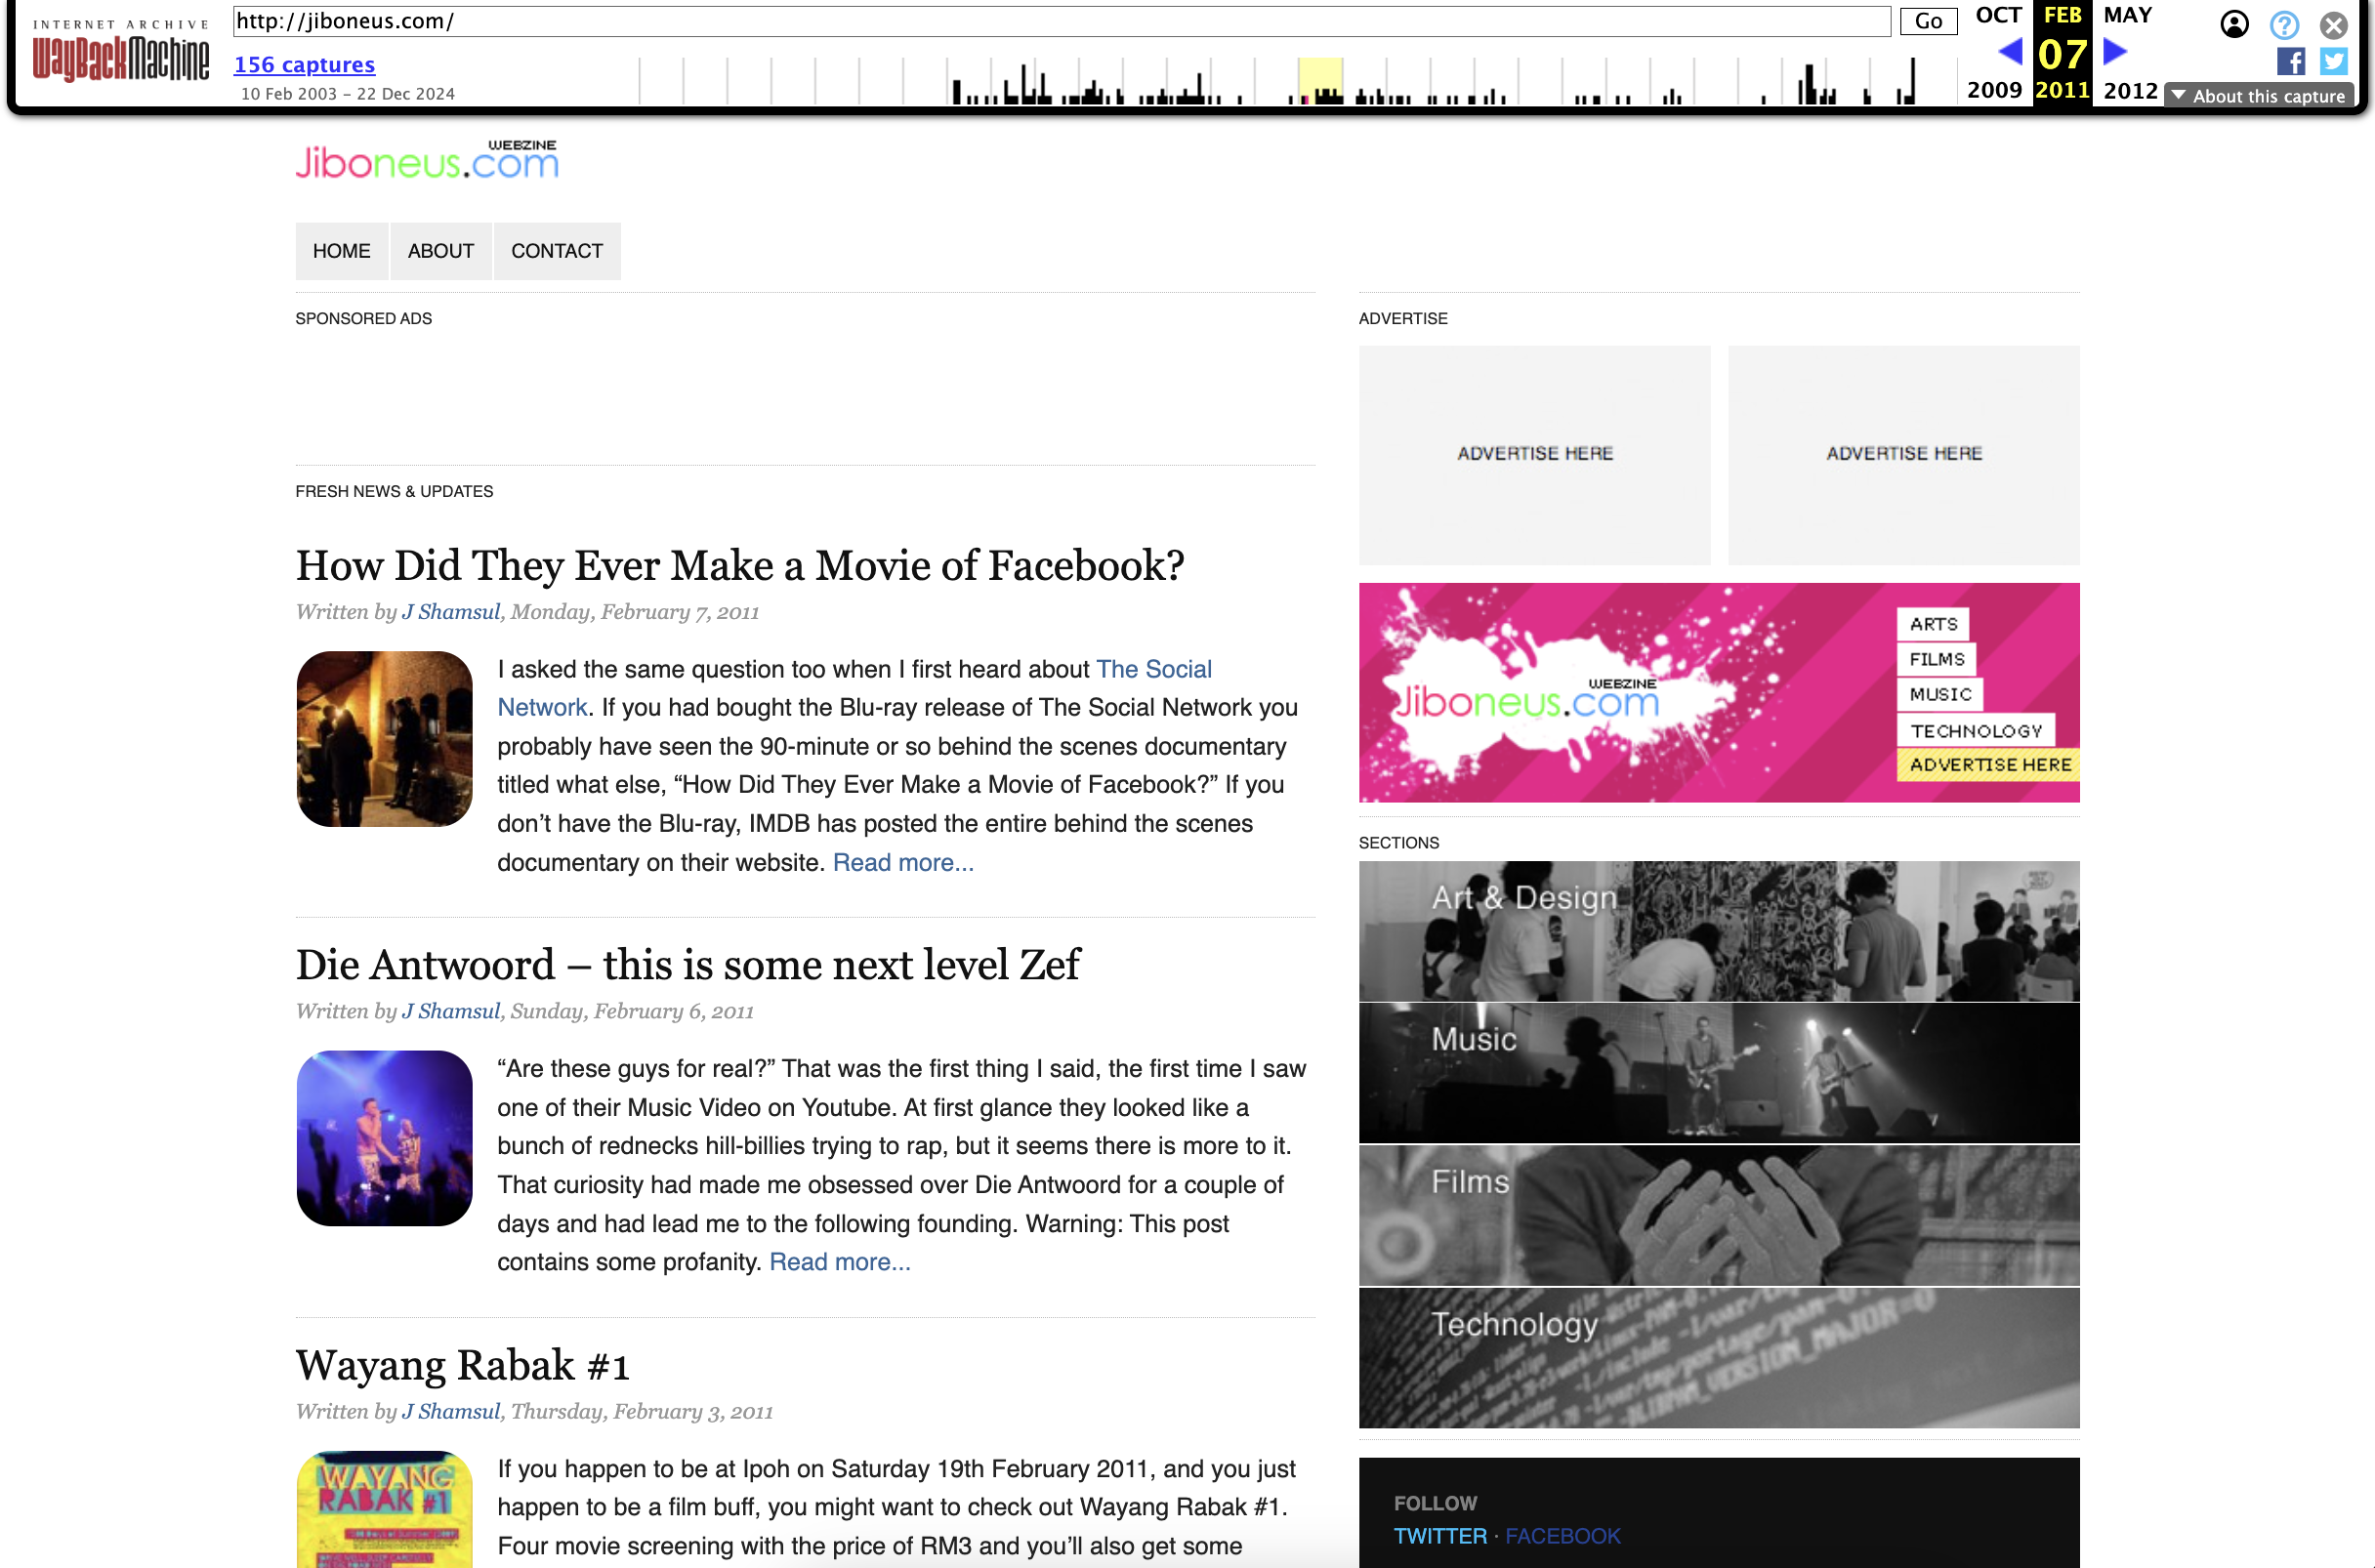 INTERNET ARCHIVE
WayBackMachine
http://jiboneus.com/
Go
156 captures
10 Feb 2003 – 22 Dec 2024
OCT FEB MAY
07
2009 2011 2012
About this capture
WEBZINE
Jiboneus.com
HOME ABOUT CONTACT
SPONSORED ADS
FRESH NEWS & UPDATES
How Did They Ever Make a Movie of Facebook?
Written by J Shamsul, Monday, February 7, 2011
I asked the same question too when I first heard about The Social
Network. If you had bought the Blu-ray release of The Social Network you
probably have seen the 90-minute or so behind the scenes documentary
titled what else, “How Did They Ever Make a Movie of Facebook?” If you
don’t have the Blu-ray, IMDB has posted the entire behind the scenes
documentary on their website. Read more...
Die Antwoord – this is some next level Zef
Written by J Shamsul, Sunday, February 6, 2011
“Are these guys for real?” That was the first thing I said, the first time I saw
one of their Music Video on Youtube. At first glance they looked like a
bunch of rednecks hill-billies trying to rap, but it seems there is more to it.
That curiosity had made me obsessed over Die Antwoord for a couple of
days and had lead me to the following founding. Warning: This post
contains some profanity. Read more...
Wayang Rabak #1
Written by J Shamsul, Thursday, February 3, 2011
WAYANG
RABAK #1
If you happen to be at Ipoh on Saturday 19th February 2011, and you just
happen to be a film buff, you might want to check out Wayang Rabak #1.
Four movie screening with the price of RM3 and you’ll also get some
ADVERTISE
ADVERTISE HERE
ADVERTISE HERE
WEBZINE
Jiboneus.com
ARTS
FILMS
MUSIC
TECHNOLOGY
ADVERTISE HERE
SECTIONS
Art & Design
Music
Films
Technology
FOLLOW
TWITTER · FACEBOOK